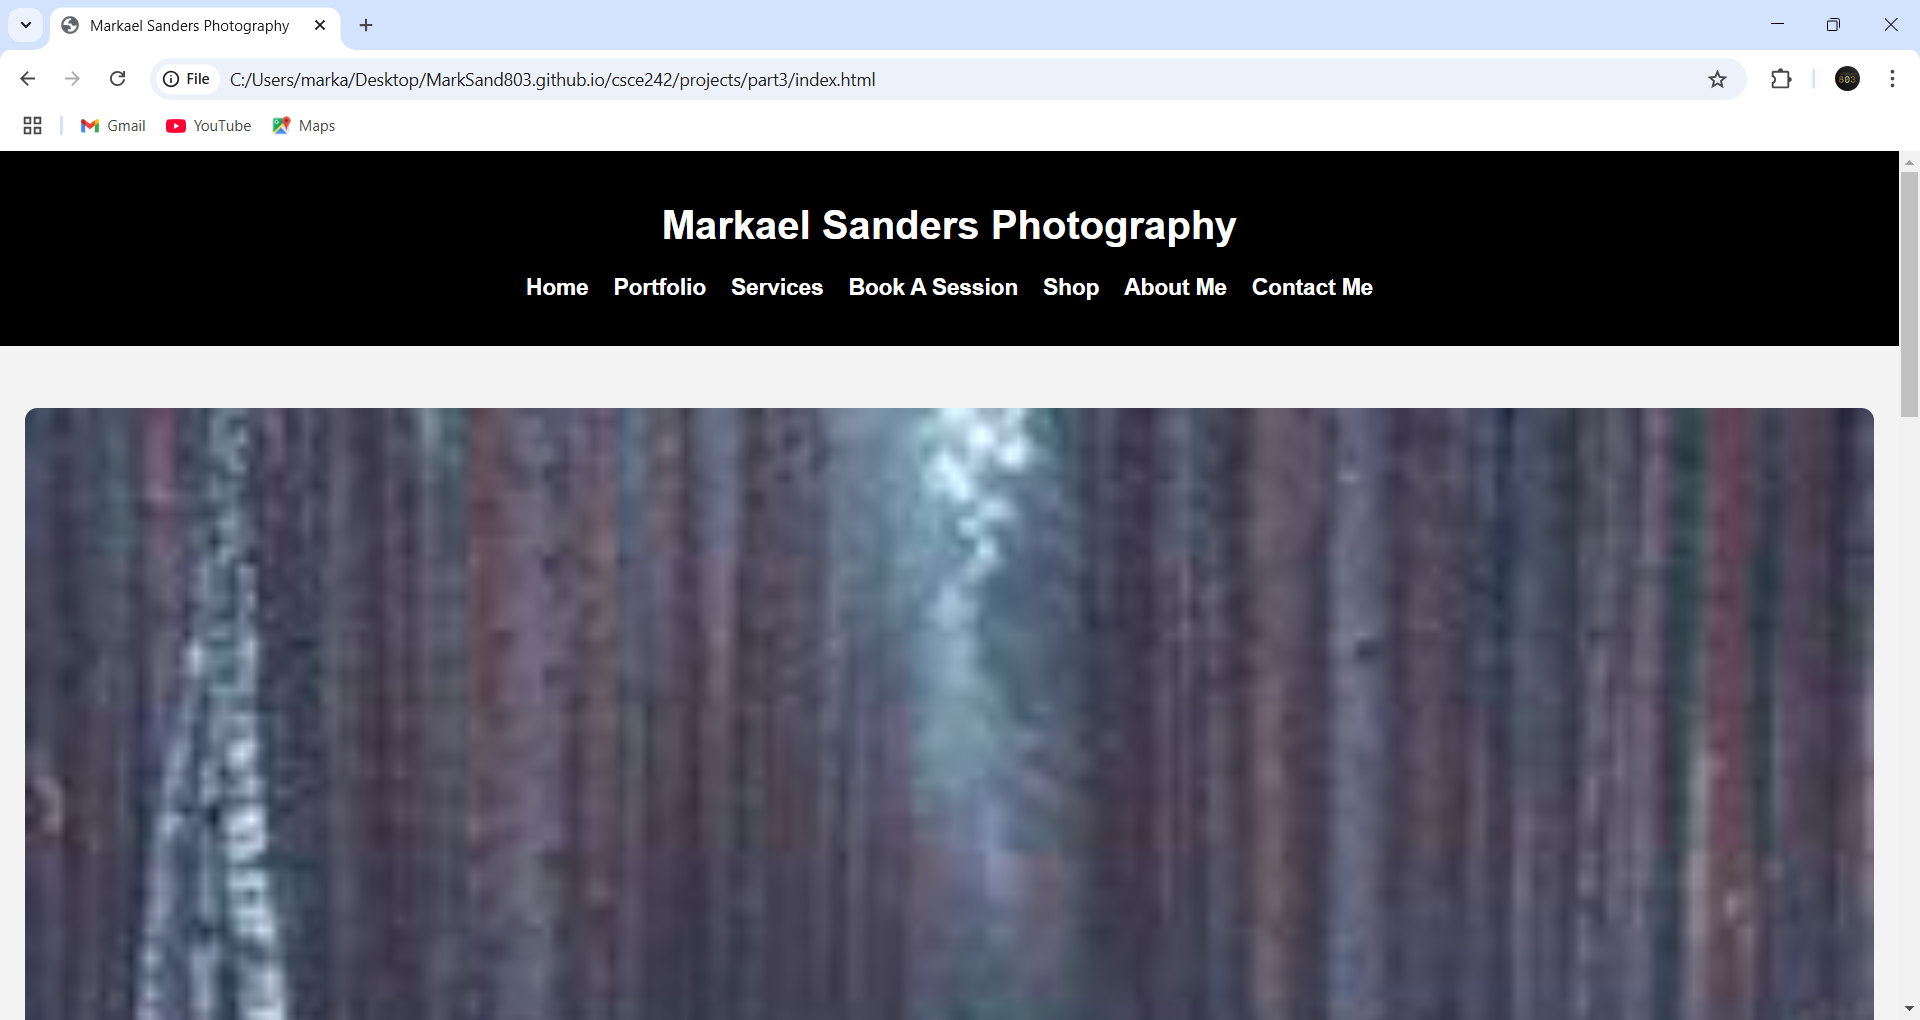 Markael Sanders Photography
File C:/Users/marka/Desktop/MarkSand803.github.io/csce242/projects/part3/index.html
803
Gmail YouTube Maps
Markael Sanders Photography
Home Portfolio Services Book A Session Shop About Me Contact Me